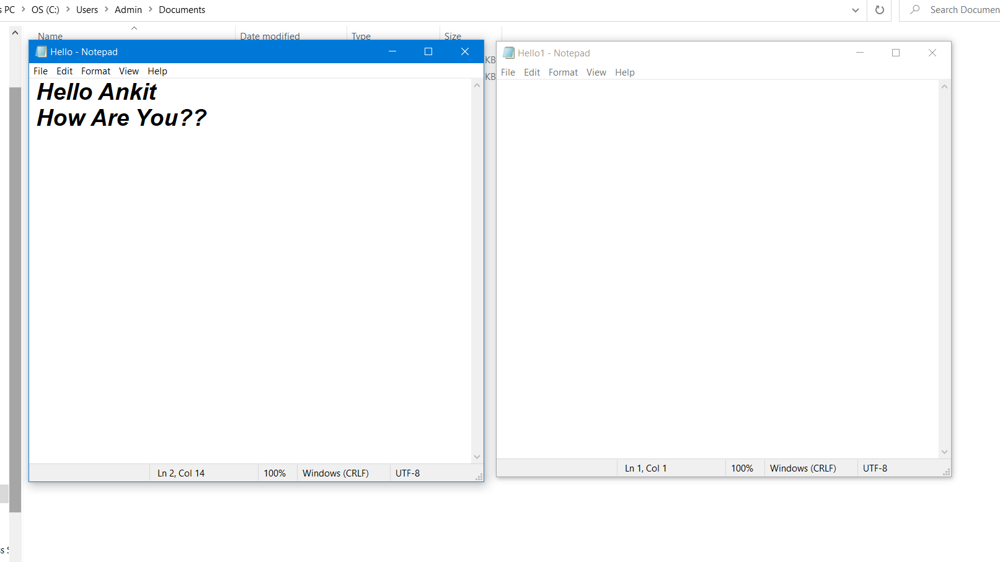 s PC > OS (C:) > Users > Admin > Documents
Search Documen
Name Date modified Type Size
KB
KB
Hello - Notepad
File Edit Format View Help
Hello Ankit
How Are You??
Ln 2, Col 14 100% Windows (CRLF) UTF-8
Hello1 - Notepad
File Edit Format View Help
Ln 1, Col 1 100% Windows (CRLF) UTF-8